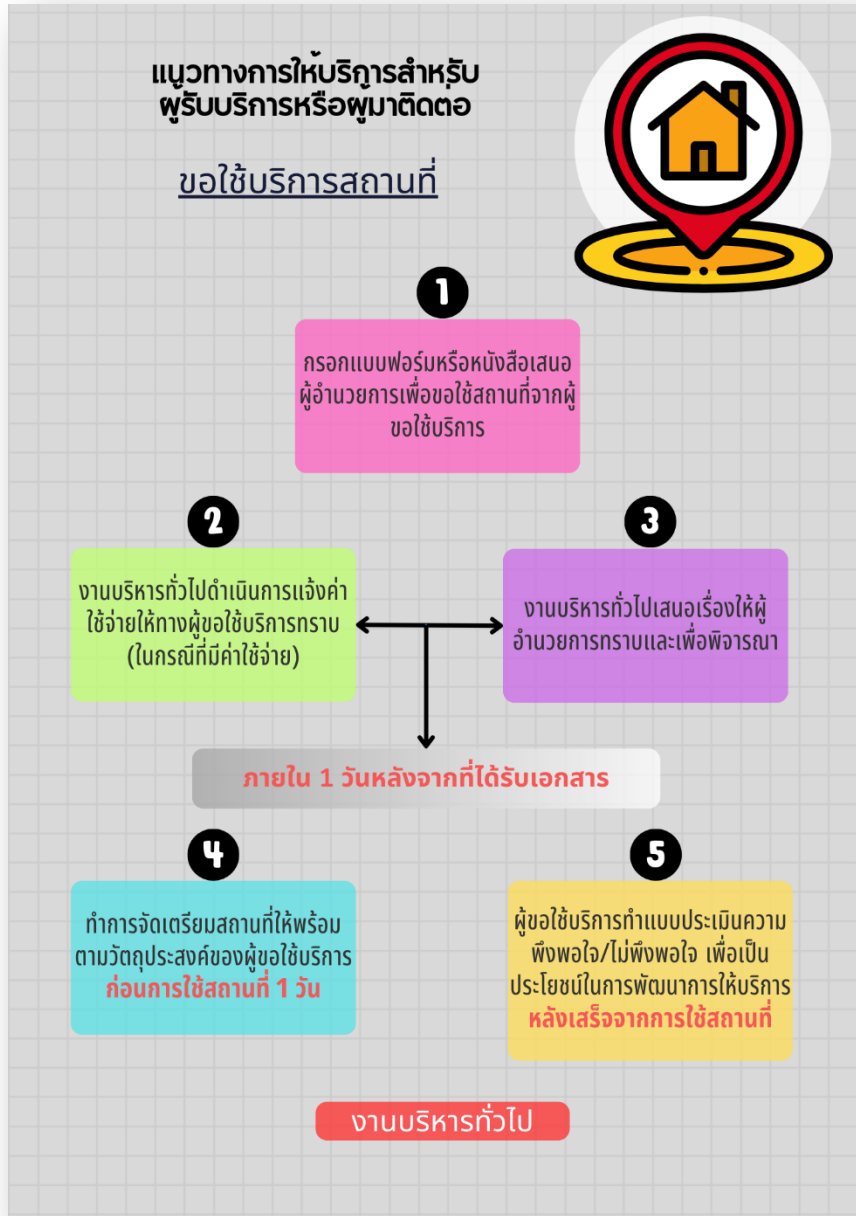 แนวทางการให้บริการสำหรับ
ผู้รับบริการหรือผู้มาติดต่อ
ขอใช้บริการสถานที่
1
กรอกแบบฟอร์มหรือหนังสือเสนอ
ผู้อำนวยการเพื่อขอใช้สถานที่จากผู้
ขอใช้บริการ
2
งานบริหารทั่วไปดำเนินการแจ้งค่า
ใช้จ่ายให้ทางผู้ขอใช้บริการทราบ
(ในกรณีที่มีค่าใช้จ่าย)
3
งานบริหารทั่วไปเสนอเรื่องให้ผู้
อำนวยการทราบและเพื่อพิจารณา
ภายใน 1 วันหลังจากที่ได้รับเอกสาร
4
ทำการจัดเตรียมสถานที่ให้พร้อม
ตามวัตถุประสงค์ของผู้ขอใช้บริการ
ก่อนการใช้สถานที่ 1 วัน
5
ผู้ขอใช้บริการทำแบบประเมินความ
พึงพอใจ/ไม่พึงพอใจ เพื่อเป็น
ประโยชน์ในการพัฒนาการให้บริการ
หลังเสร็จจากการใช้สถานที่
งานบริหารทั่วไป